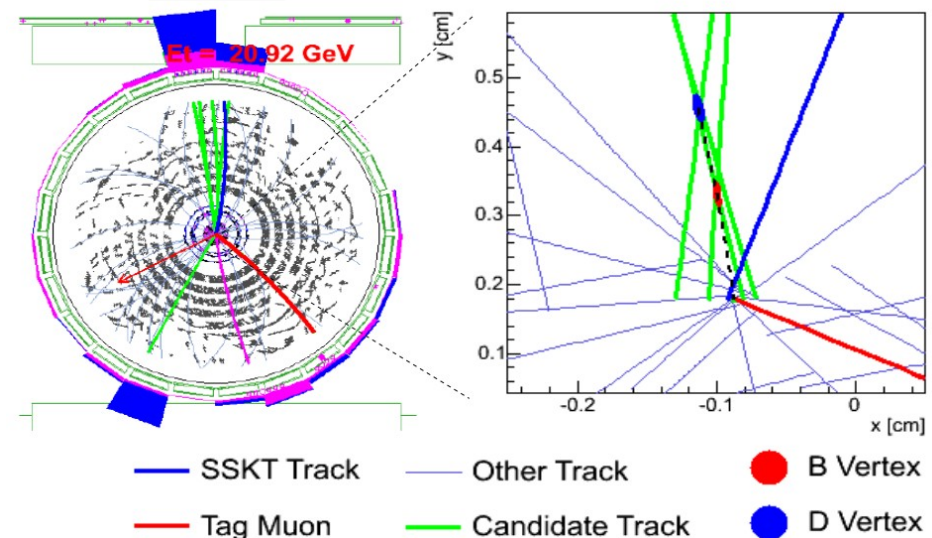 Et = 20.92 GeV
y [cm]
0.5
0.4
0.3
0.2
0.1
-0.2
-0.1
0
x [cm]
SSKT Track
Other Track
B Vertex
Tag Muon
Candidate Track
D Vertex